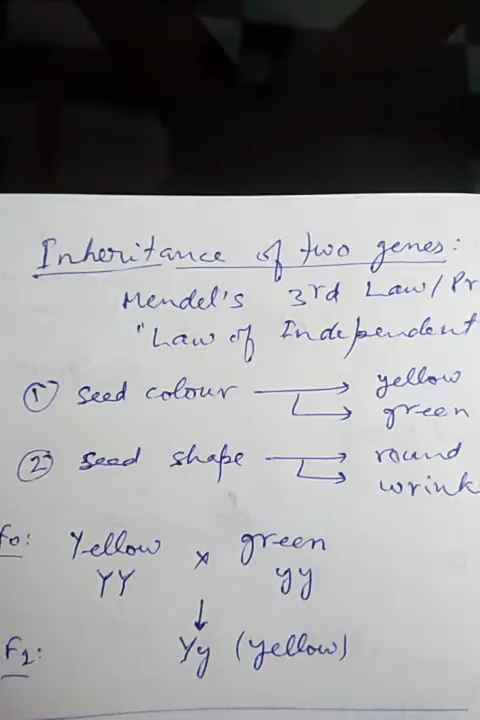 Inheritance of two genes:
Mendel's 3rd Law/Pr
"Law of Independent
① seed colour → yellow
↳ green
② seed shape → round
↳ wrink
F0: Yellow x green
YY yy
↓
F1: Yy (yellow)